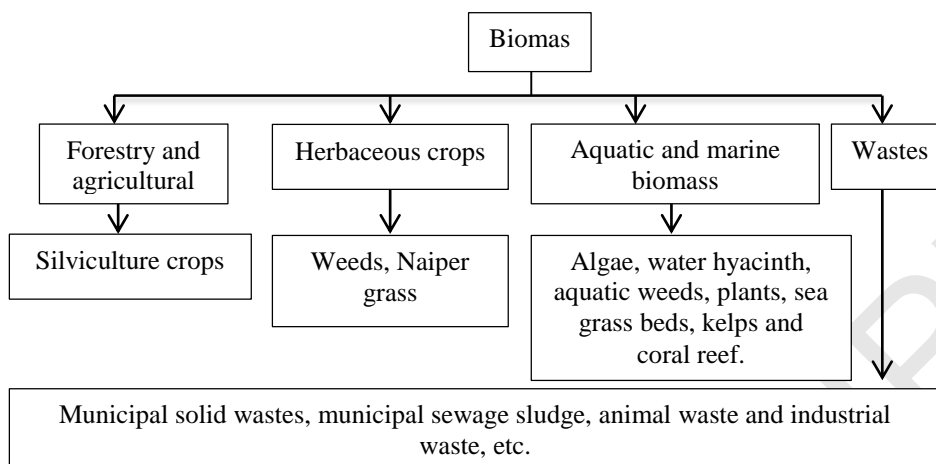 Biomas
Forestry and
agricultural
Herbaceous crops
Aquatic and marine
biomass
Wastes
Silviculture crops
Weeds, Naiper
grass
Algae, water hyacinth,
aquatic weeds, plants, sea
grass beds, kelps and
coral reef.
Municipal solid wastes, municipal sewage sludge, animal waste and industrial
waste, etc.